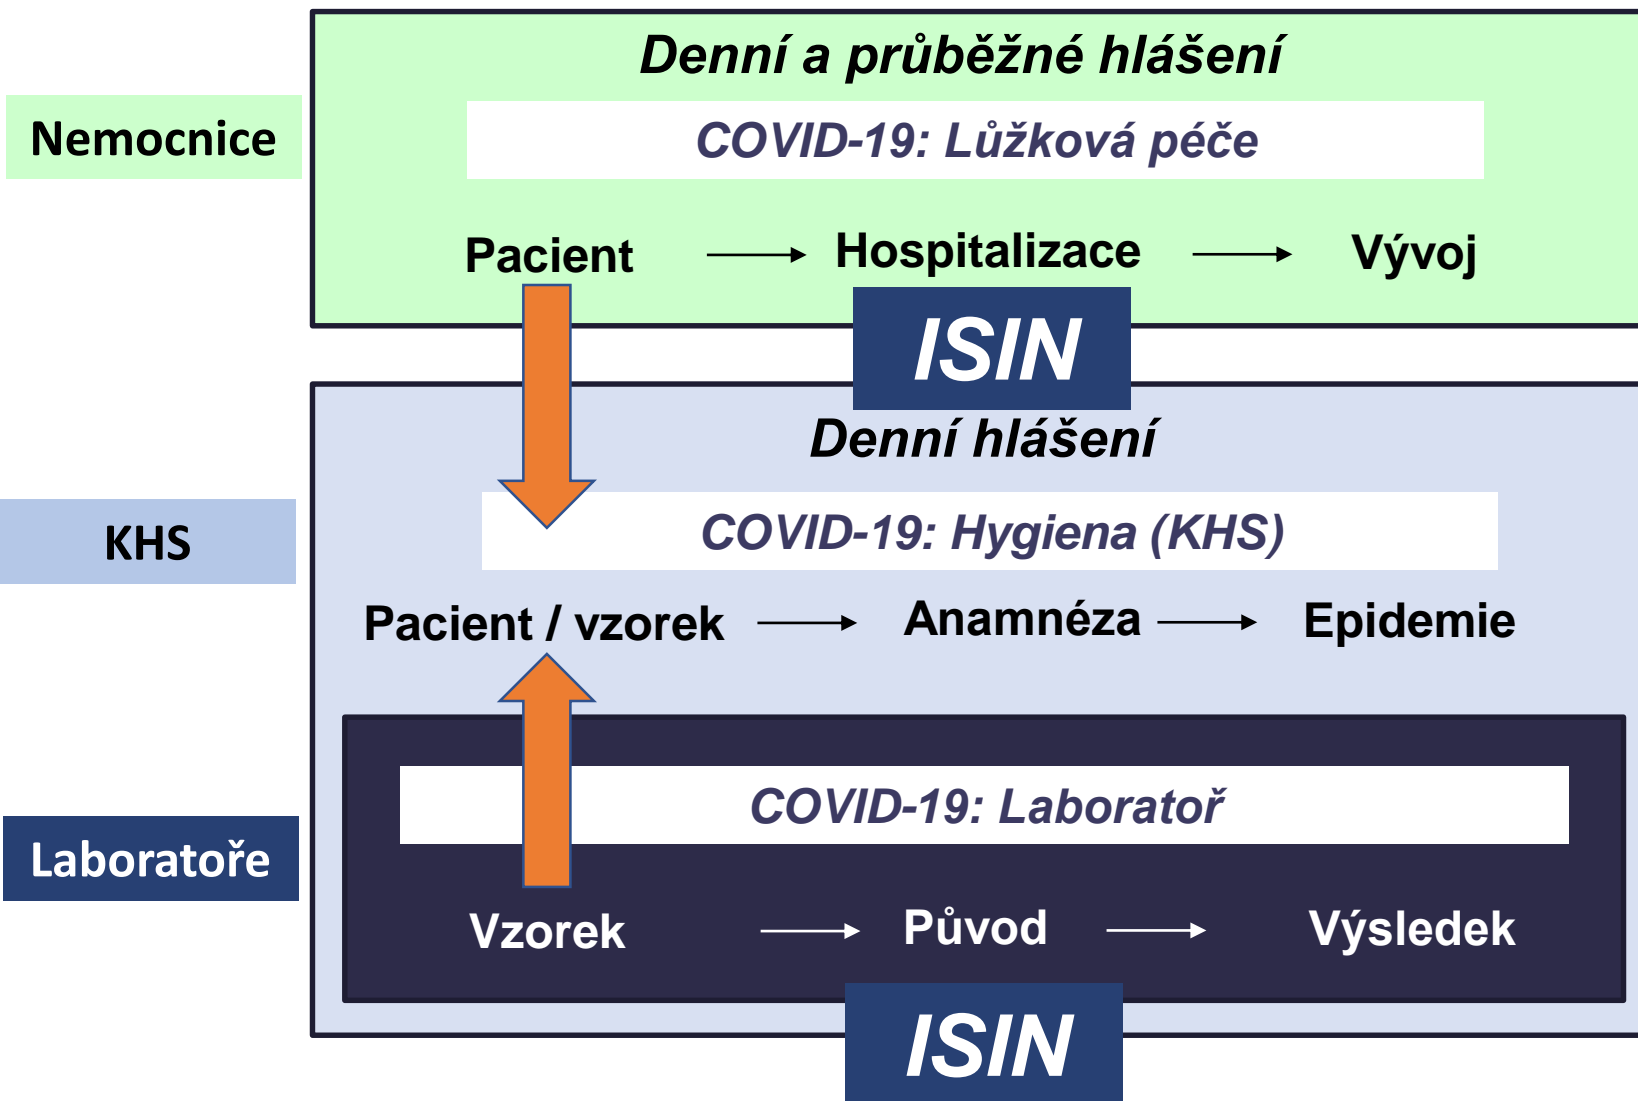 Denní a průběžné hlášení
Nemocnice
COVID-19: Lůžková péče
Pacient Hospitalizace Vývoj
ISIN
Denní hlášení
KHS
COVID-19: Hygiena (KHS)
Pacient / vzorek Anamnéza Epidemie
COVID-19: Laboratoř
Laboratoře
Vzorek Původ Výsledek
ISIN